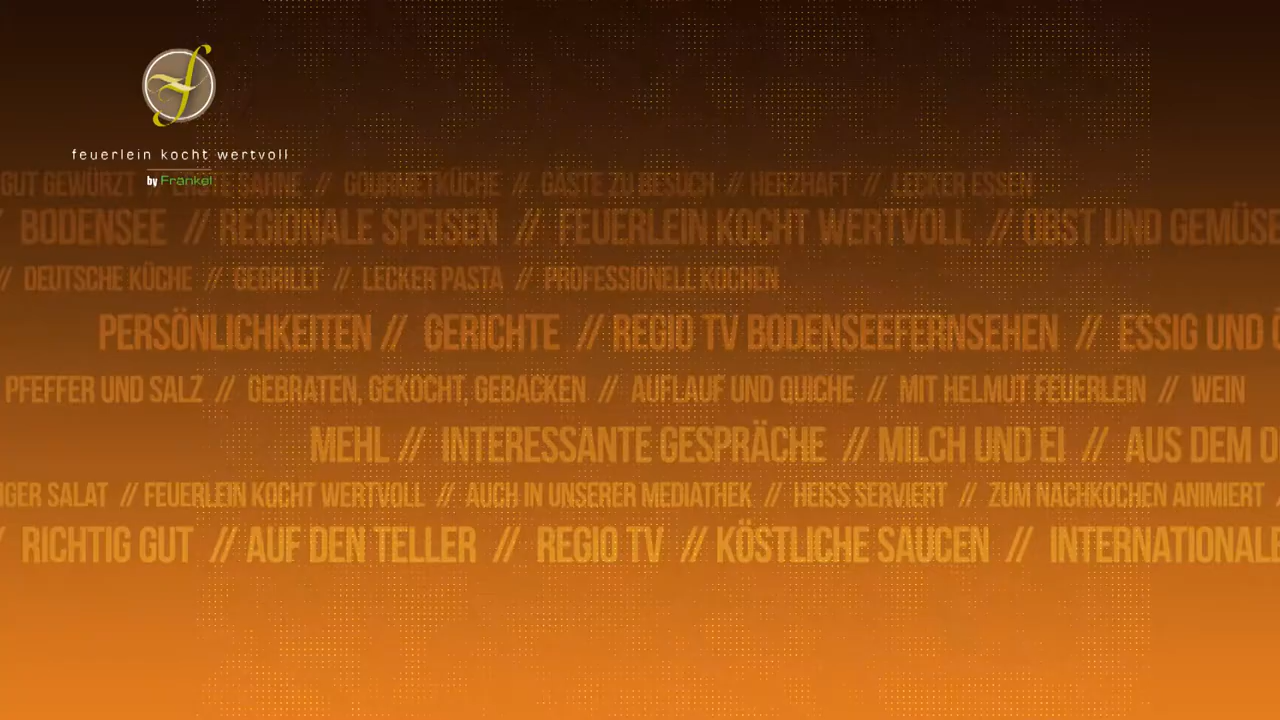 feuerlein kocht wertvoll
by Frankel
GUT GEWÜRZT // SAHNE // GOURMETKÜCHE // GÄSTE ZU BESUCH // HERZHAFT // LECKER ESSEN
/ BODENSEE // REGIONALE SPEISEN // FEUERLEIN KOCHT WERTVOLL // OBST UND GEMÜSE
// DEUTSCHE KÜCHE // GEGRILLT // LECKER PASTA // PROFESSIONELL KOCHEN
PERSÖNLICHKEITEN // GERICHTE // REGIO TV BODENSEEFERNSEHEN // ESSIG UND
PFEFFER UND SALZ // GEBRATEN, GEKOCHT, GEBACKEN // AUFLAUF UND QUICHE // MIT HELMUT FEUERLEIN // WEIN
MEHL // INTERESSANTE GESPRÄCHE // MILCH UND EI // AUS DEM O
IGER SALAT // FEUERLEIN KOCHT WERTVOLL // AUCH IN UNSERER MEDIATHEK // HEISS SERVIERT // ZUM NACHKOCHEN ANIMIERT
/ RICHTIG GUT // AUF DEN TELLER // REGIO TV // KÖSTLICHE SAUCEN // INTERNATIONALE